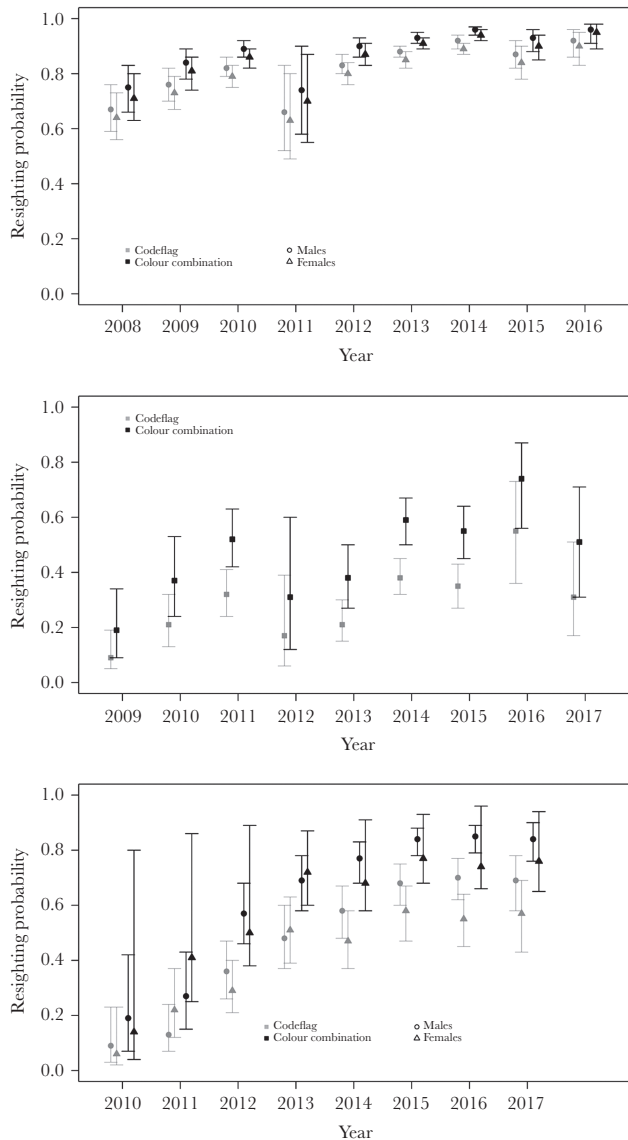 1.0
0.8
0.6
0.4
0.2
0.0
Resighting probability
Codeflag
Colour combination
Males
Females
2008 2009 2010 2011 2012 2013 2014 2015 2016
Year
1.0
0.8
0.6
0.4
0.2
0.0
Resighting probability
Codeflag
Colour combination
2009 2010 2011 2012 2013 2014 2015 2016 2017
Year
1.0
0.8
0.6
0.4
0.2
0.0
Resighting probability
Codeflag
Colour combination
Males
Females
2010 2011 2012 2013 2014 2015 2016 2017
Year